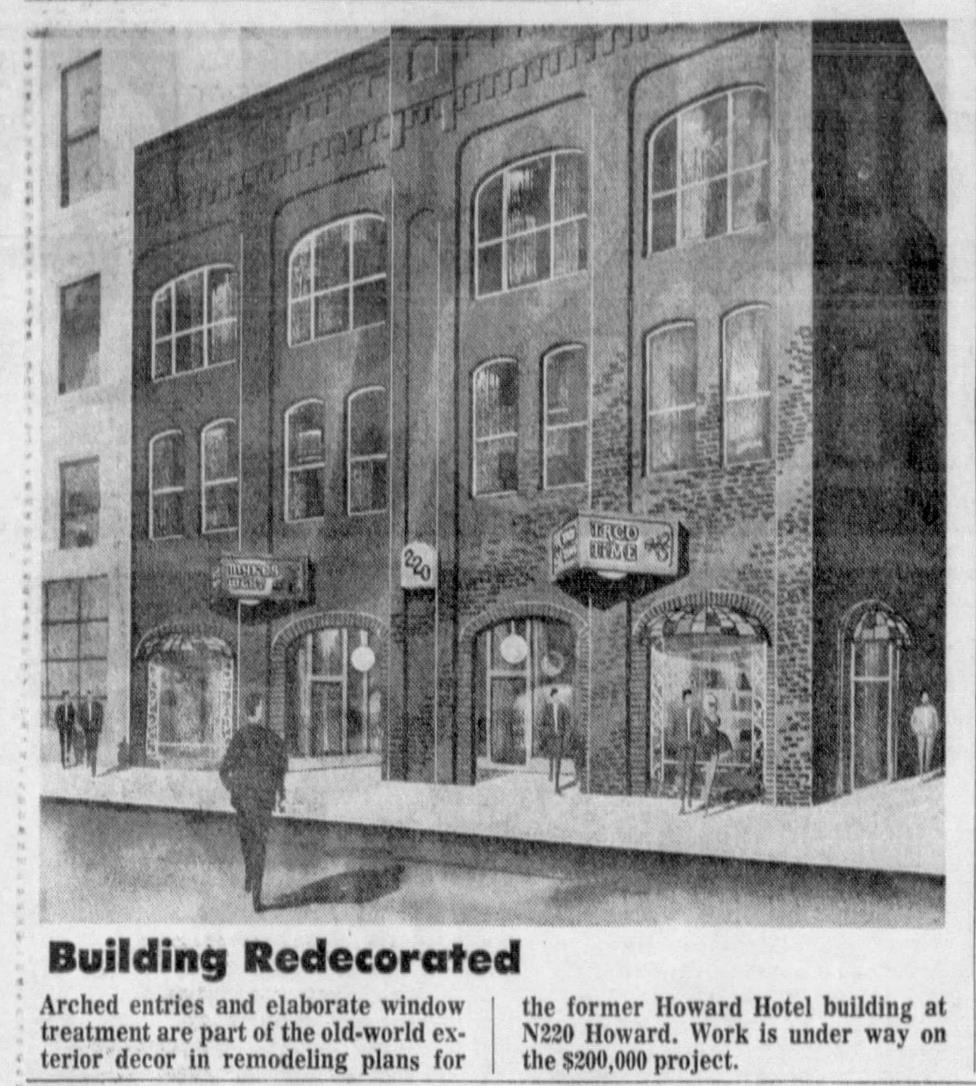 TACO
TIME
220
Building Redecorated
Arched entries and elaborate window
treatment are part of the old-world ex-
terior decor in remodeling plans for
the former Howard Hotel building at
N220 Howard. Work is under way on
the $200,000 project.